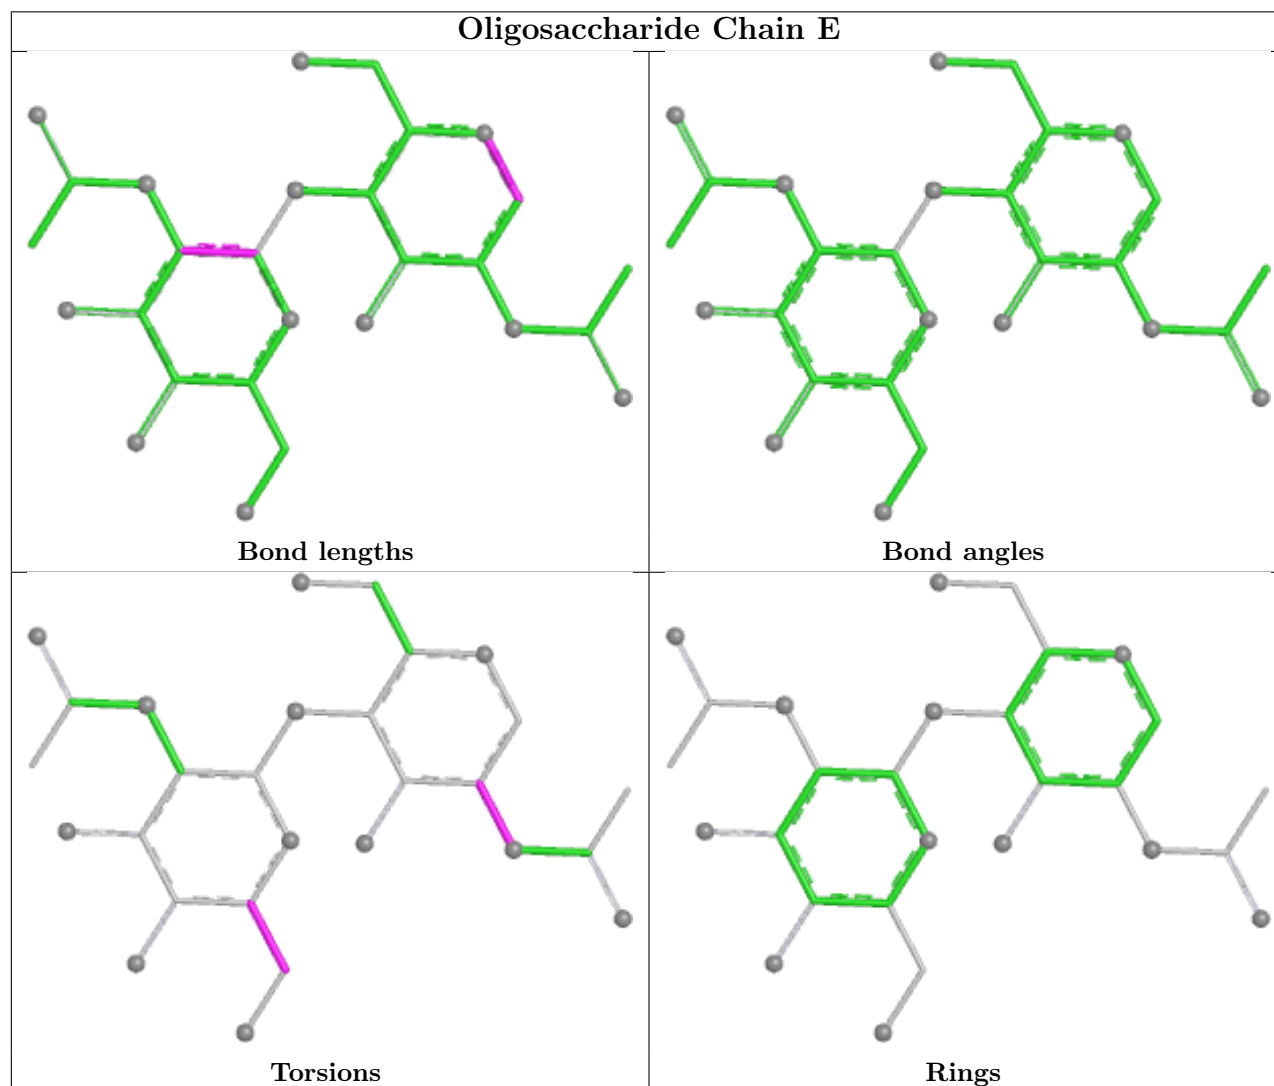 Oligosaccharide Chain E
Bond lengths
Bond angles
Torsions
Rings